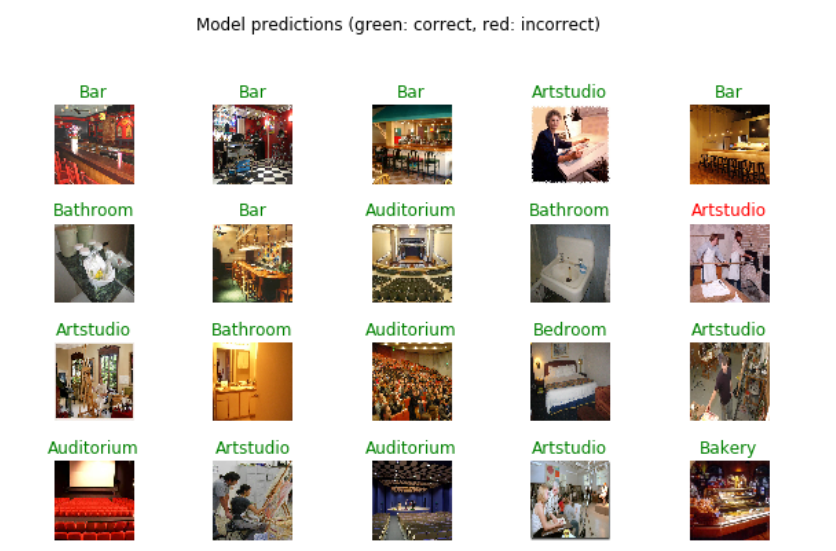 Model predictions (green: correct, red: incorrect)
Bar Bar Bar Artstudio Bar
Bathroom Bar Auditorium Bathroom Artstudio
Artstudio Bathroom Auditorium Bedroom Artstudio
Auditorium Artstudio Auditorium Artstudio Bakery